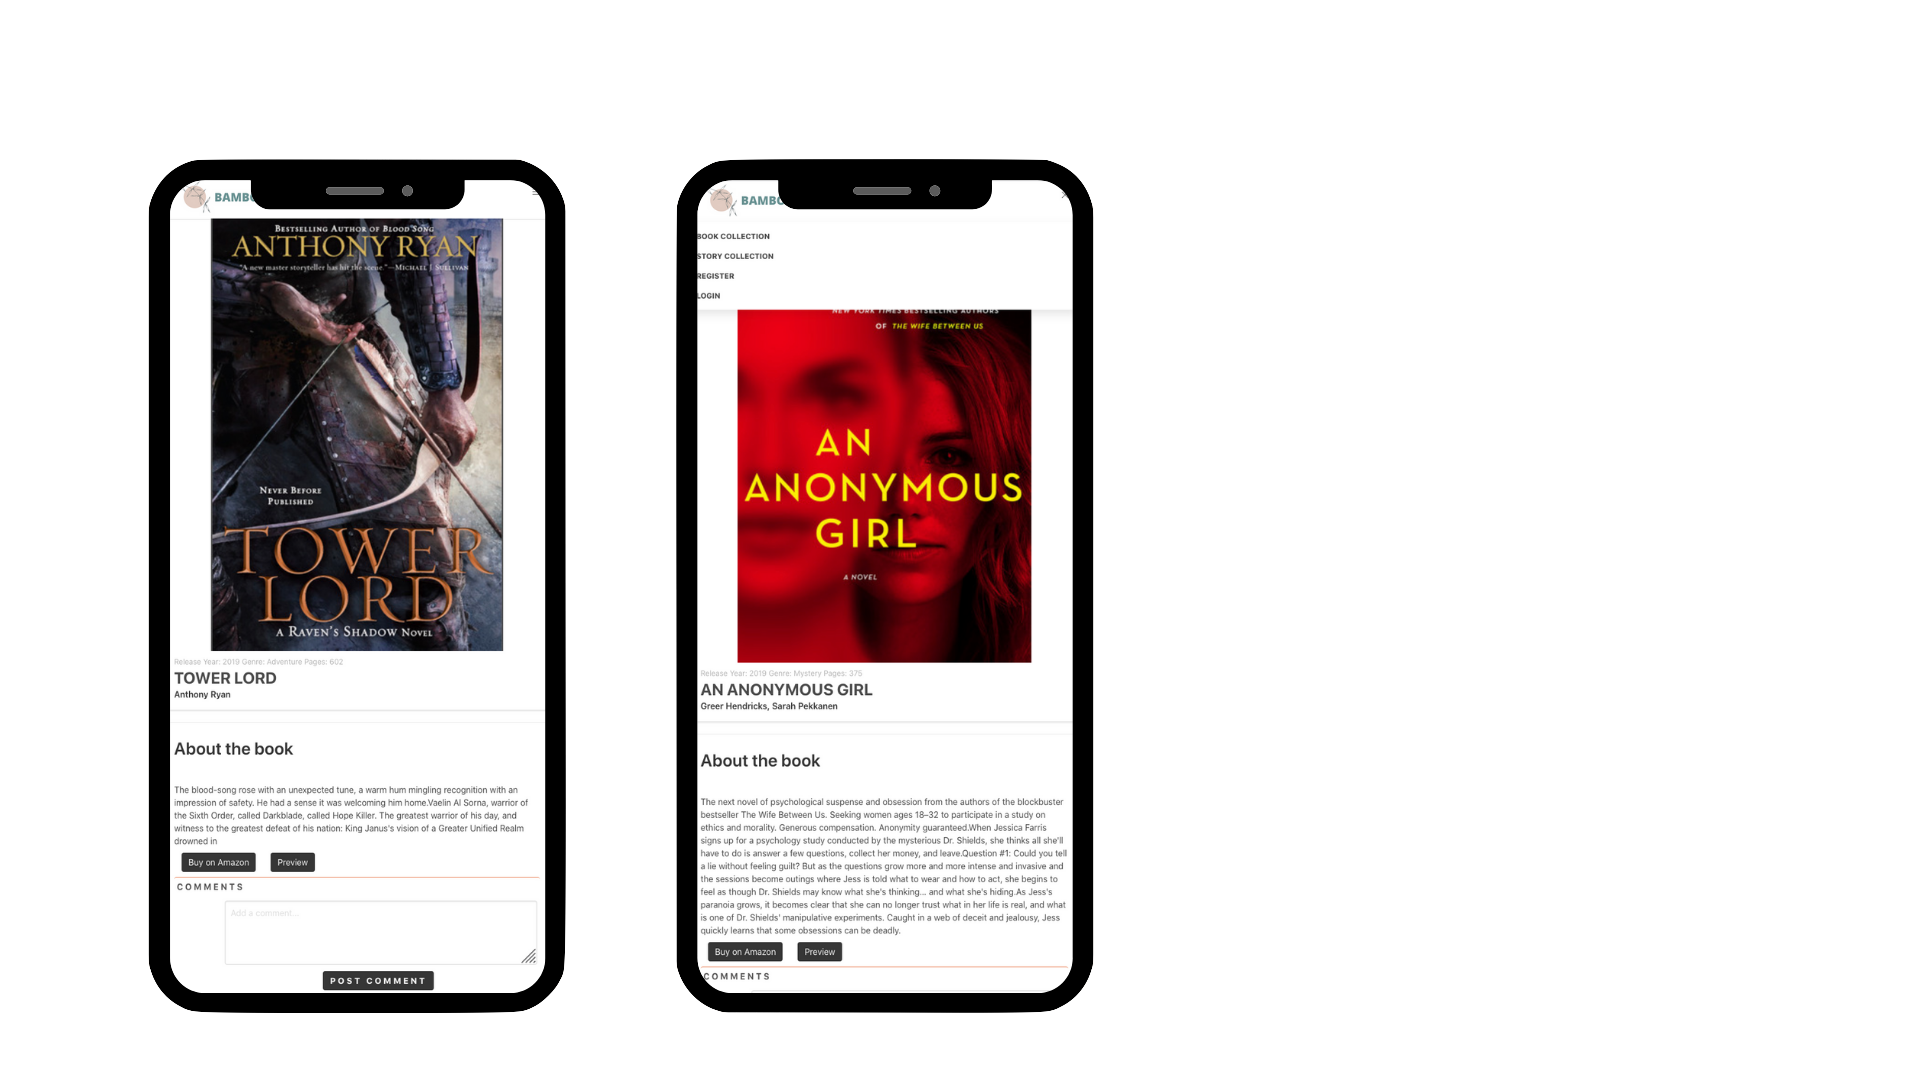 BAMBO
BESTSELLING AUTHOR OF BLOOD SONG
ANTHONY RYAN
"A new master storyteller has hit the scene."—MICHAEL J SULLIVAN
NEVER BEFORE
PUBLISHED
TOWER
LORD
A RAVEN'S SHADOW NOVEL
Release Year: 2019 Genre: Adventure Pages: 602
TOWER LORD
Anthony Ryan
About the book
The blood-song rose with an unexpected tune, a warm hum mingling recognition with an
impression of safety. He had a sense it was welcoming him home.Vaelin Al Sorna, warrior of
the Sixth Order, called Darkblade, called Hope Killer. The greatest warrior of his day, and
witness to the greatest defeat of his nation: King Janus's vision of a Greater Unified Realm
drowned in
Buy on Amazon Preview
COMMENTS
Add a comment...
POST COMMENT
BAMBO
BOOK COLLECTION
STORY COLLECTION
REGISTER
LOGIN
NEW YORK TIMES BESTSELLING AUTHORS
OF THE WIFE BETWEEN US
AN
ANONYMOUS
GIRL
A NOVEL
Release Year: 2019 Genre: Mystery Pages: 375
AN ANONYMOUS GIRL
Greer Hendricks, Sarah Pekkanen
About the book
The next novel of psychological suspense and obsession from the authors of the blockbuster
bestseller The Wife Between Us. Seeking women ages 18–32 to participate in a study on
ethics and morality. Generous compensation. Anonymity guaranteed.When Jessica Farris
signs up for a psychology study conducted by the mysterious Dr. Shields, she thinks all she'll
have to do is answer a few questions, collect her money, and leave.Question #1: Could you tell
a lie without feeling guilt? But as the questions grow more and more intense and invasive and
the sessions become outings where Jess is told what to wear and how to act, she begins to
feel as though Dr. Shields may know what she's thinking... and what she's hiding.As Jess's
paranoia grows, it becomes clear that she can no longer trust what in her life is real, and what
is one of Dr. Shields' manipulative experiments. Caught in a web of deceit and jealousy, Jess
quickly learns that some obsessions can be deadly.
Buy on Amazon Preview
COMMENTS